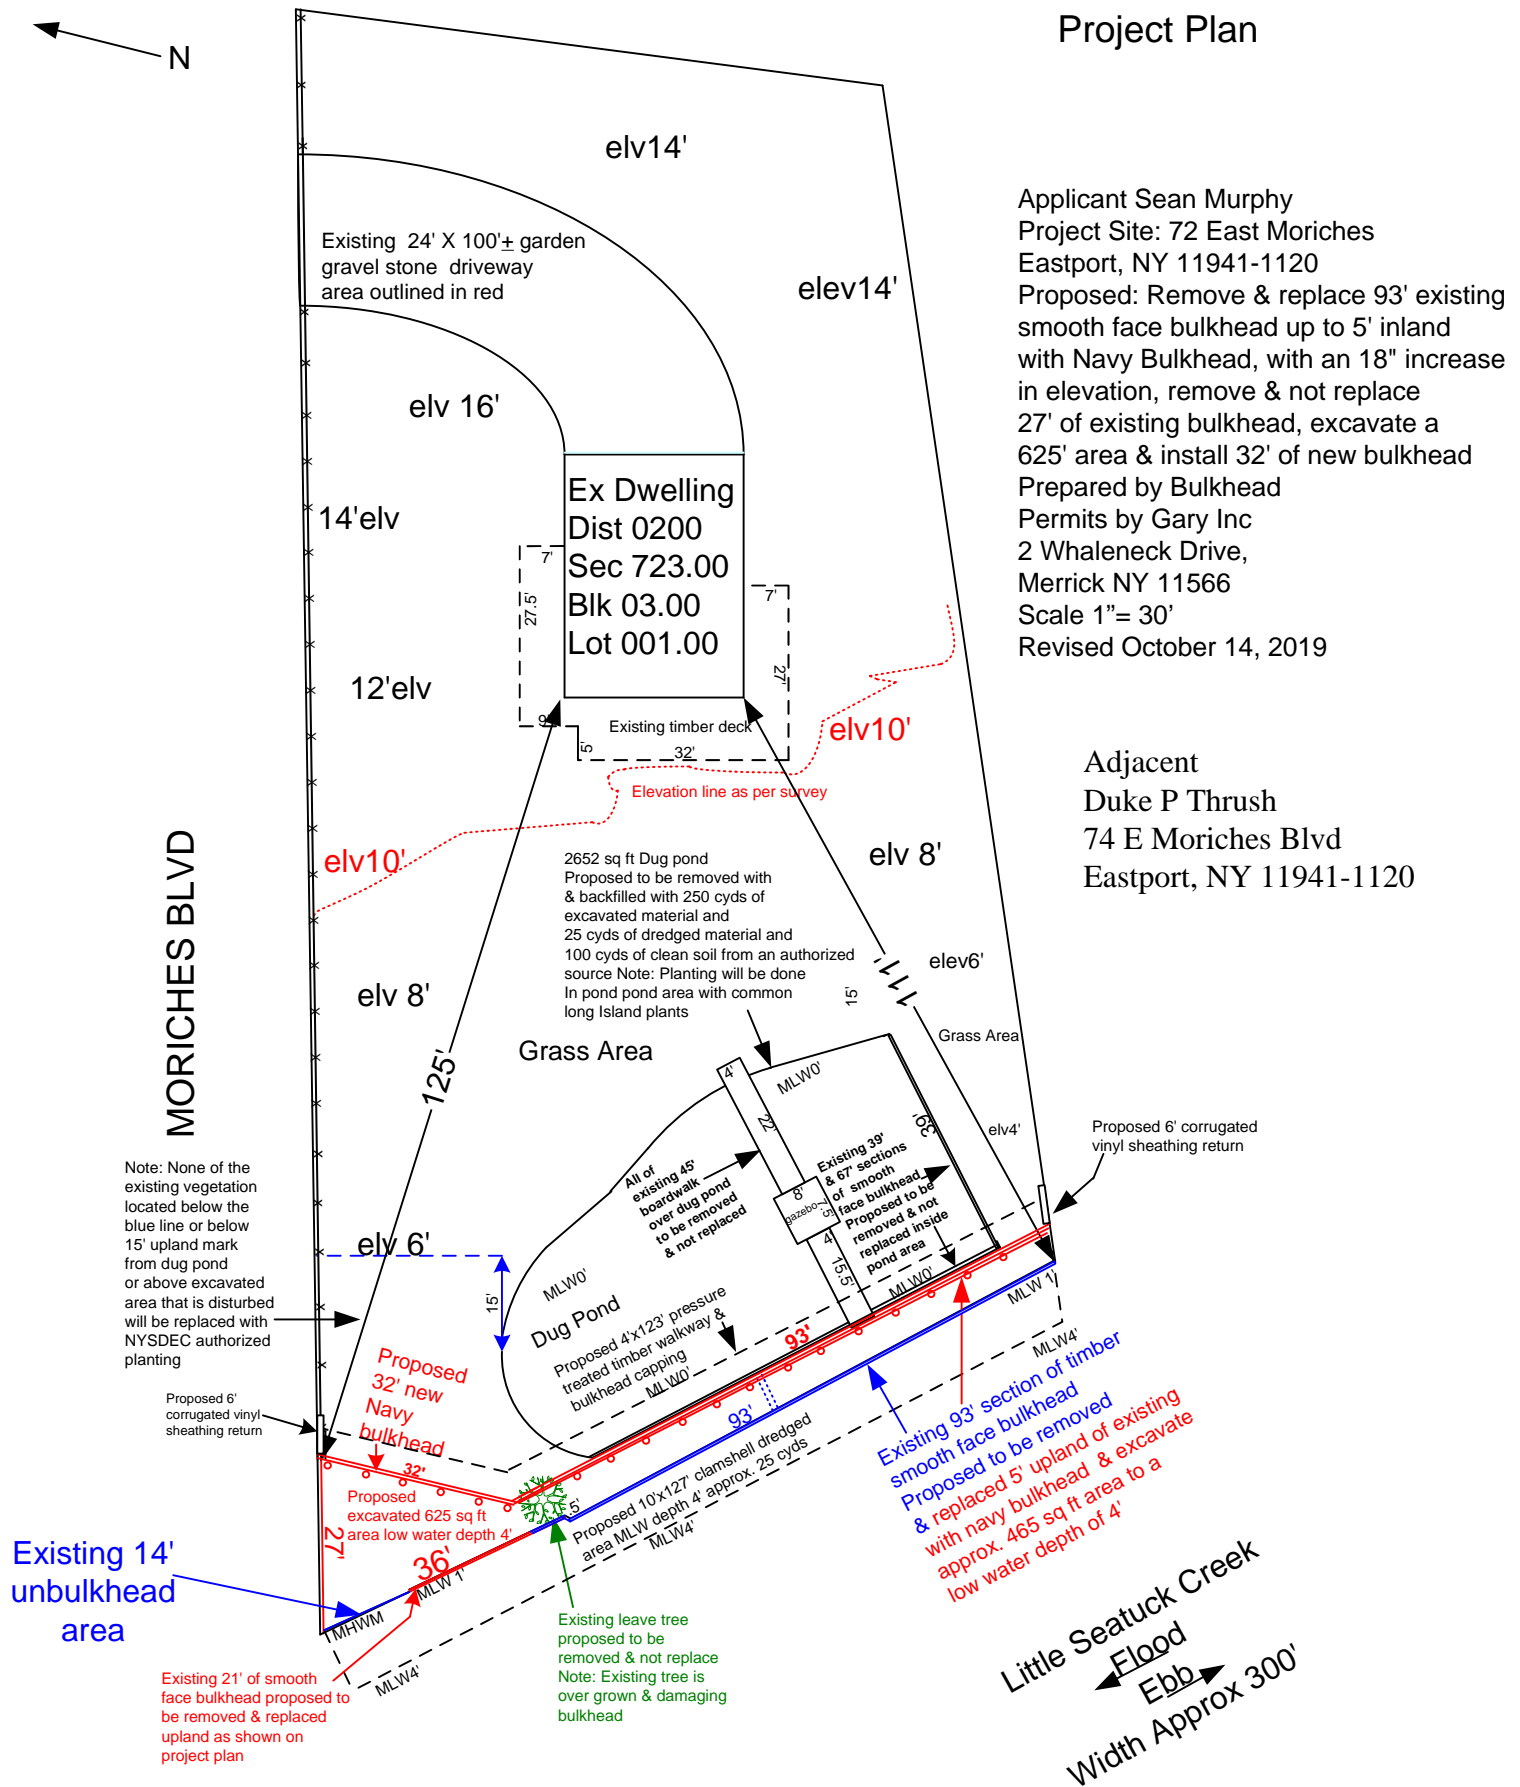 Project Plan
N
Applicant Sean Murphy
Project Site: 72 East Moriches
Eastport, NY 11941-1120
Proposed: Remove & replace 93' existing
smooth face bulkhead up to 5' inland
with Navy Bulkhead, with an 18" increase
in elevation, remove & not replace
27' of existing bulkhead, excavate a
625' area & install 32' of new bulkhead
Prepared by Bulkhead
Permits by Gary Inc
2 Whaleneck Drive,
Merrick NY 11566
Scale 1”= 30’
Revised October 14, 2019
elv14'
Existing 24' X 100'± garden
gravel stone driveway
area outlined in red
elev14'
elv 16'
14'elv
Ex Dwelling
Dist 0200
Sec 723.00
Blk 03.00
Lot 001.00
7'
27.5'
7'
27'
12'elv
9'
5'
Existing timber deck
32'
elv10'
Elevation line as per survey
Adjacent
Duke P Thrush
74 E Moriches Blvd
Eastport, NY 11941-1120
MORICHES BLVD
elv10'
2652 sq ft Dug pond
Proposed to be removed with
& backfilled with 250 cyds of
excavated material and
25 cyds of dredged material and
100 cyds of clean soil from an authorized
source Note: Planting will be done
In pond pond area with common
long Island plants
elv 8'
elev6'
15'
111
elv 8'
Grass Area
Grass Area
125'
4'
22'
MLW0'
39'
elv4'
Proposed 6' corrugated
vinyl sheathing return
Note: None of the
existing vegetation
located below the
blue line or below
15' upland mark
from dug pond
or above excavated
area that is disturbed
will be replaced with
NYSDEC authorized
planting
All of
existing 45'
boardwalk
over dug pond
to be removed
& not replaced
Existing 39'
& 67' sections
of smooth
face bulkhead
Proposed to be
removed & not
replaced inside
pond area
8'
gazebo
7.5'
4'
15.5'
MLW0'
elv 6'
15'
MLW0'
Dug Pond
Proposed 4'x123' pressure
treated timber walkway &
bulkhead capping
MLW0'
93'
MLW 1'
MLW4'
Proposed
32' new
Navy
bulkhead
Proposed 6'
corrugated vinyl
sheathing return
32'
Proposed
excavated 625 sq ft
area low water depth 4'
27'
36'
5'
93'
Proposed 10'x127' clamshell dredged
area MLW depth 4' approx. 25 cyds
MLW4'
Existing 93' section of timber
smooth face bulkhead
Proposed to be removed
& replaced 5' upland of existing
with navy bulkhead & excavate
approx. 465 sq ft area to a
low water depth of 4'
Existing 14'
unbulkhead
area
MLW 1'
MHWM
MLW4'
Existing 21' of smooth
face bulkhead proposed to
be removed & replaced
upland as shown on
project plan
Existing leave tree
proposed to be
removed & not replace
Note: Existing tree is
over grown & damaging
bulkhead
Little Seatuck Creek
Flood
Ebb
Width Approx 300'